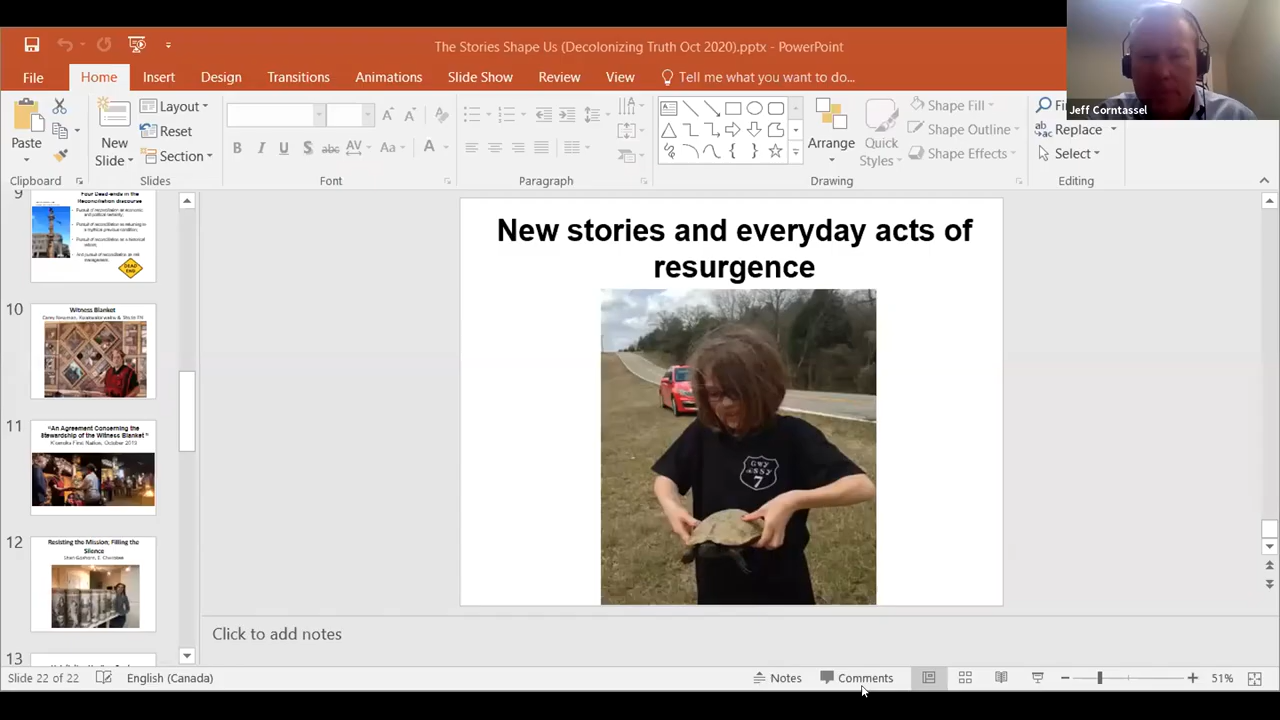 The Stories Shape Us (Decolonizing Truth Oct 2020).pptx - PowerPoint
File Home Insert Design Transitions Animations Slide Show Review View Tell me what you want to do...
Jeff Corntassel
Paste
New
Slide
Layout
Reset
Section
Arrange
Quick
Styles
Shape Fill
Shape Outline
Shape Effects
Replace
Select
Clipboard Slides Font Paragraph Drawing Editing
9
Four Dead-ends in the
Reconciliation discourse
DEAD
END
10
Witness Blanket
11
"An Agreement Concerning the
Stewardship of the Witness Blanket"
12
Resisting the Mission; Filling the
Silence
13
New stories and everyday acts of
resurgence
GWY
7
Click to add notes
Slide 22 of 22 English (Canada) Notes Comments 51%